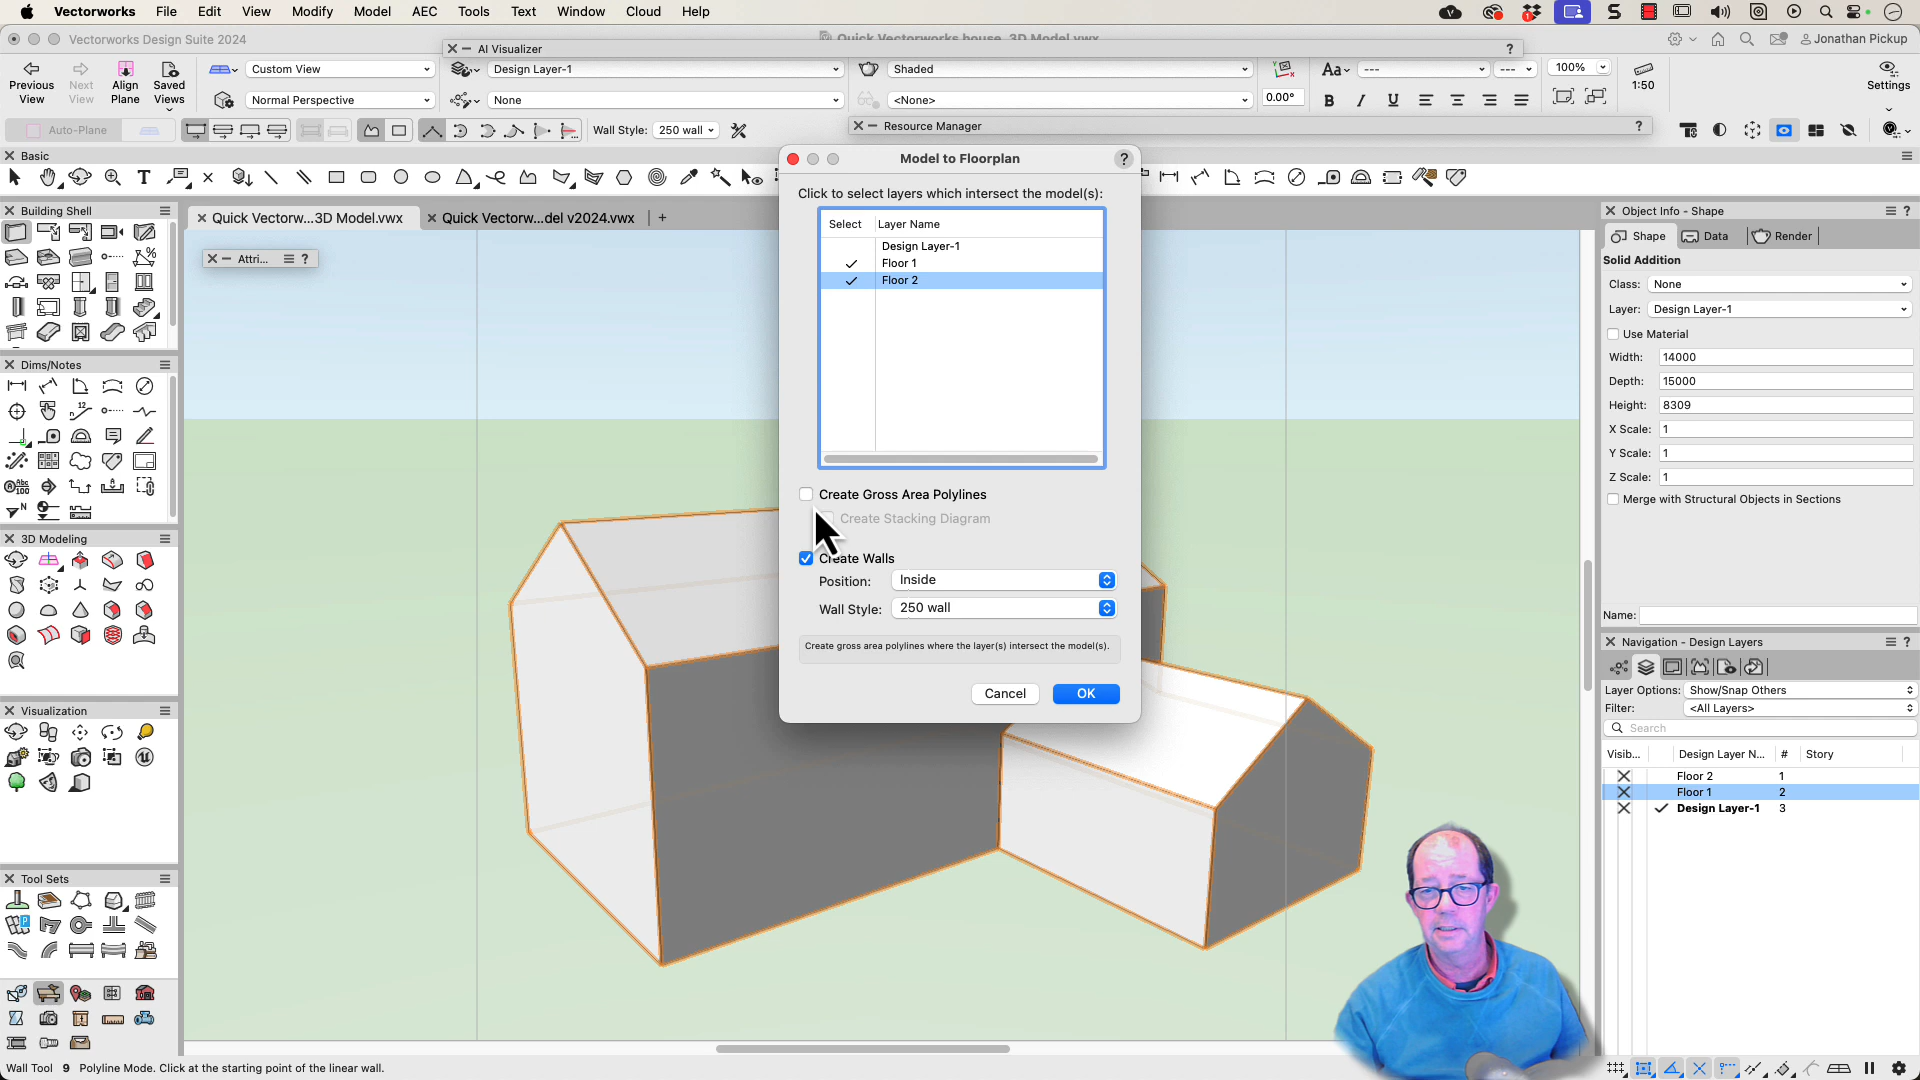 Vectorworks File Edit View Modify Model AEC Tools Text Window Cloud Help
Vectorworks Design Suite 2024
Quick Vectorworks house 3D Model.vwx
Jonathan Pickup
AI Visualizer
?
Previous View
Next View
Align Plane
Saved Views
Custom View
Normal Perspective
Design Layer-1
None
Shaded
<None>
0.00°
Aa
---
---
100%
B I U
1:50
Settings
Auto-Plane
Wall Style: 250 wall
Resource Manager
?
Basic
T
Quick Vectorw...3D Model.vwx
Quick Vectorw...del v2024.vwx
+
Building Shell
Attri...
?
Dims/Notes
3D Modeling
Visualization
Tool Sets
Model to Floorplan
?
Click to select layers which intersect the model(s):
Select Layer Name
Design Layer-1
Floor 1
Floor 2
Create Gross Area Polylines
Create Stacking Diagram
Create Walls
Position: Inside
Wall Style: 250 wall
Create gross area polylines where the layer(s) intersect the model(s).
Cancel OK
Object Info - Shape
?
Shape Data Render
Solid Addition
Class: None
Layer: Design Layer-1
Use Material
Width: 14000
Depth: 15000
Height: 8309
X Scale: 1
Y Scale: 1
Z Scale: 1
Merge with Structural Objects in Sections
Name:
Navigation - Design Layers
?
Layer Options: Show/Snap Others
Filter: <All Layers>
Search
Visib... Design Layer N... # Story
Floor 2 1
Floor 1 2
Design Layer-1 3
Wall Tool 9 Polyline Mode. Click at the starting point of the linear wall.